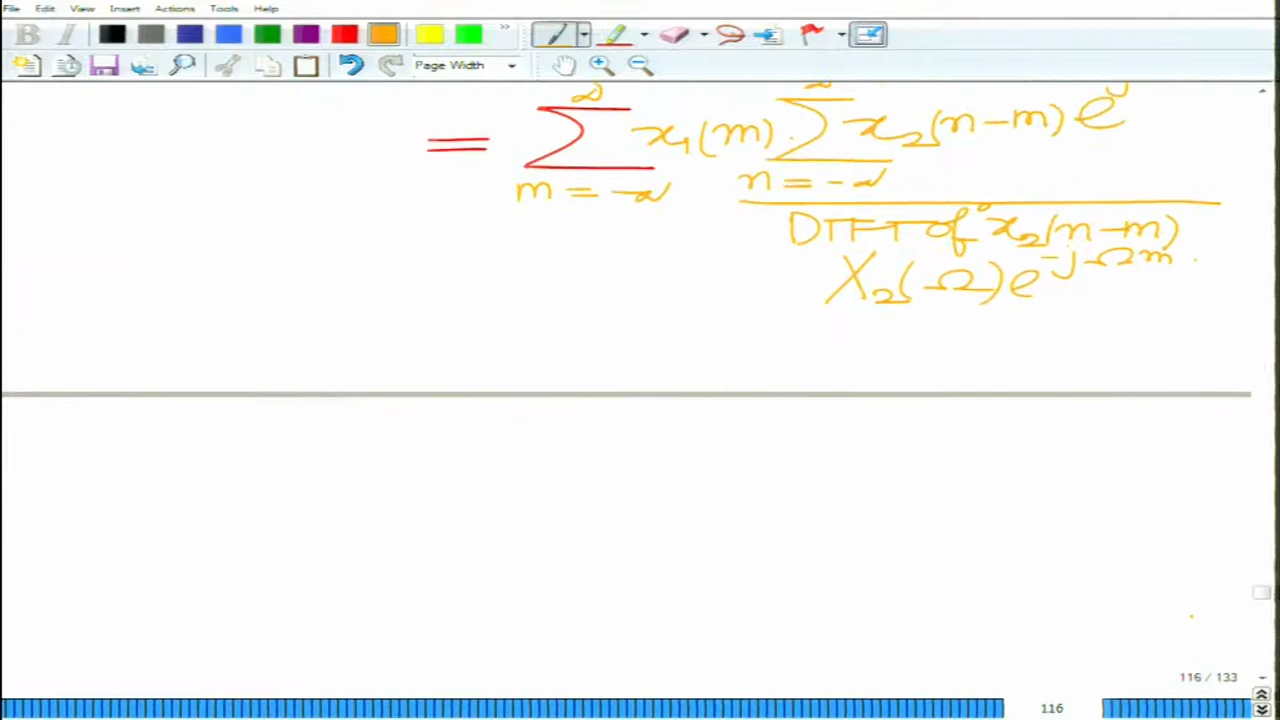 File Edit View Insert Actions Tools Help
B I
Page Width
= ∑ x₁(m) . ∑ x₂(n-m) e^j
∞
m = -∞ n = -∞
DTFT of x₂(n-m)
X₂(Ω) e^-jΩm .
116 / 133
116